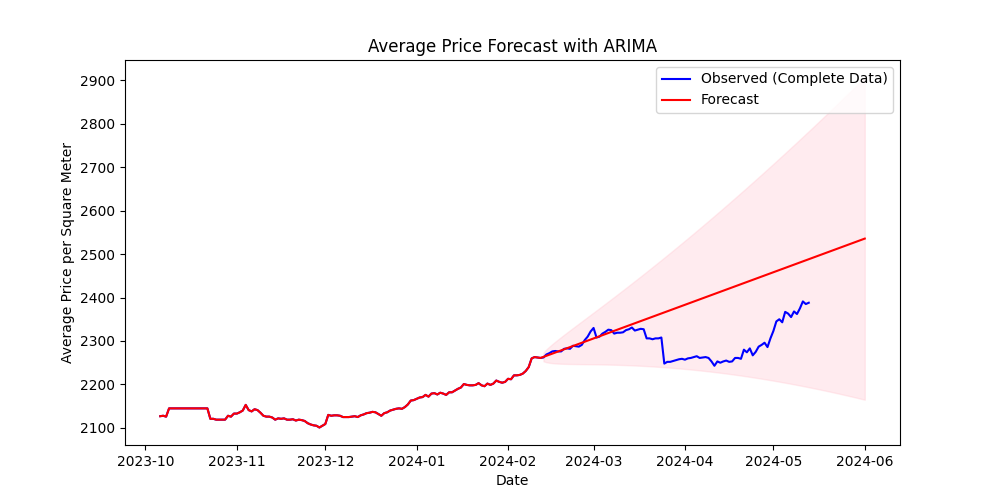 Average Price Forecast with ARIMA
Observed (Complete Data)
Forecast
Average Price per Square Meter
2900
2800
2700
2600
2500
2400
2300
2200
2100
2023-10 2023-11 2023-12 2024-01 2024-02 2024-03 2024-04 2024-05 2024-06
Date